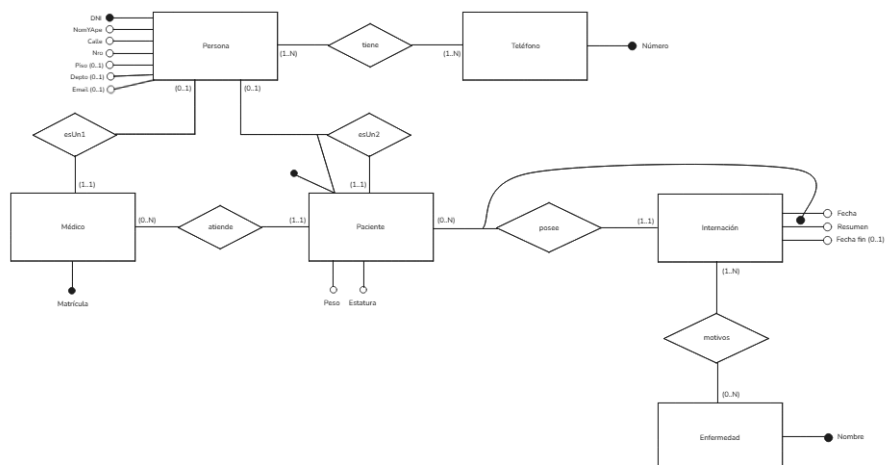 DNI
NomYApe
Calle
Nro
Piso (0..1)
Depto (0..1)
Email (0..1)
Persona
(1..N)
tiene
(1..N)
Teléfono
Número
(0..1)
(0..1)
esUn1
esUn2
(1..1)
(1..1)
Médico
(0..N)
atiende
(1..1)
Paciente
(0..N)
posee
(1..1)
Internación
Fecha
Resumen
Fecha fin (0..1)
Matrícula
Peso
Estatura
(1..N)
motivos
(0..N)
Enfermedad
Nombre